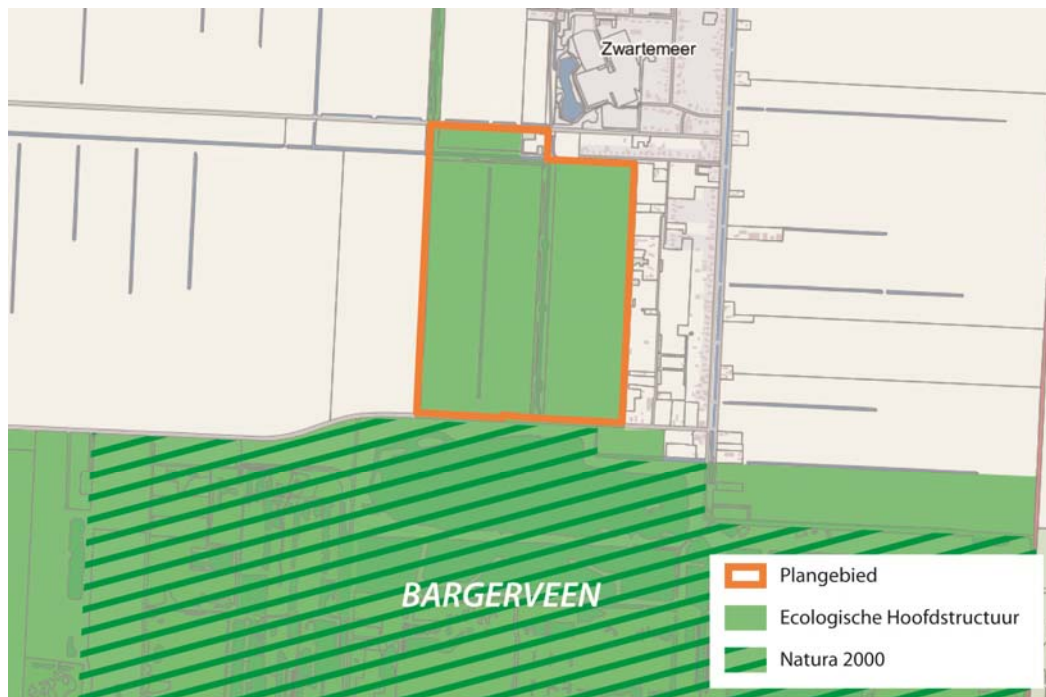 Zwartemeer
BARGERVEEN
Plangebied
Ecologische Hoofdstructuur
Natura 2000